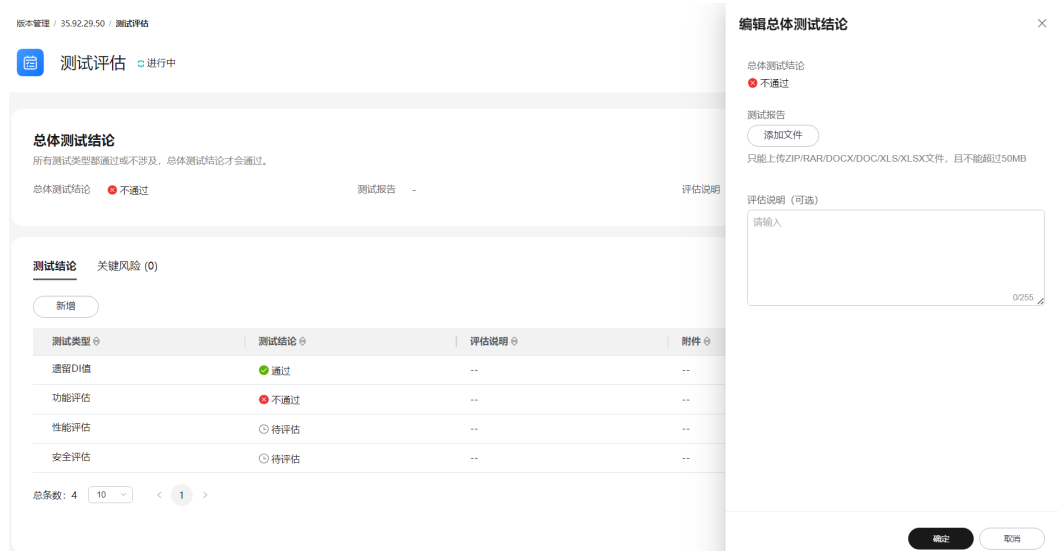 版本管理 / 35.92.29.50 / 测试评估
测试评估 进行中
总体测试结论
所有测试类型都通过或不涉及，总体测试结论才会通过。
总体测试结论 不通过 测试报告 - 评估说明
测试结论 关键风险 (0)
新增
测试类型 测试结论 评估说明 附件
遗留DI值 通过 -- --
功能评估 不通过 -- --
性能评估 待评估 -- --
安全评估 待评估 -- --
总条数：4 10 < 1 >
编辑总体测试结论
总体测试结论
不通过
测试报告
添加文件
只能上传ZIP/RAR/DOCX/DOC/XLS/XLSX文件，且不能超过50MB
评估说明（可选）
请输入
0/255
确定 取消